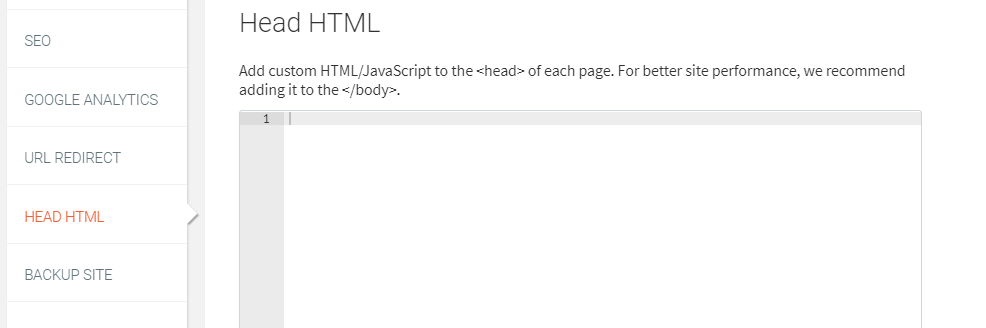 SEO
GOOGLE ANALYTICS
URL REDIRECT
HEAD HTML
BACKUP SITE
Head HTML
Add custom HTML/JavaScript to the <head> of each page. For better site performance, we recommend
adding it to the </body>.
1